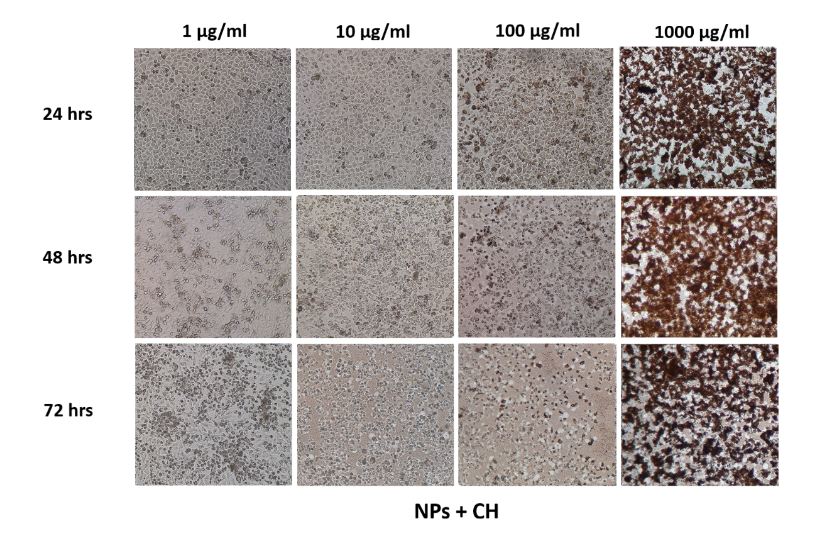 1 µg/ml 10 µg/ml 100 µg/ml 1000 µg/ml
24 hrs
48 hrs
72 hrs
NPs + CH